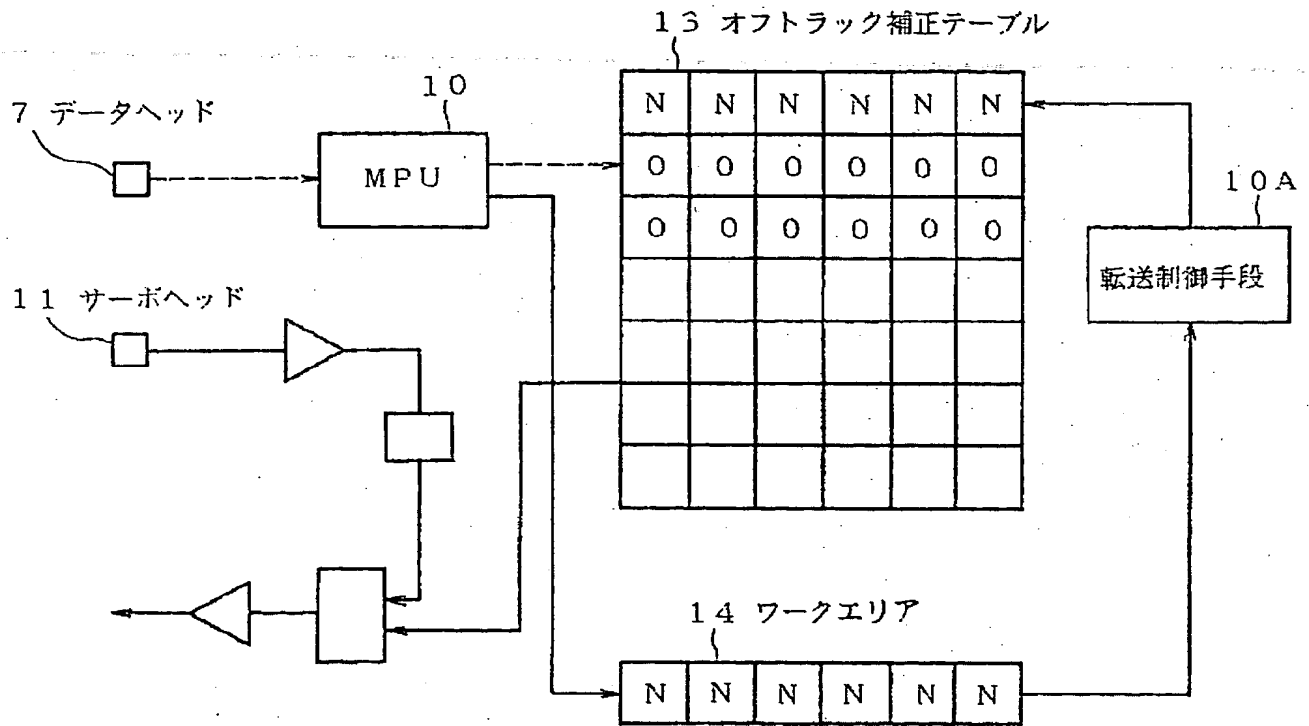 13 オフトラック補正テーブル
10
7 データヘッド
MPU
N N N N N N
0 0 0 0 0 0
0 0 0 0 0 0
10A
転送制御手段
11 サーボヘッド
14 ワークエリア
N N N N N N